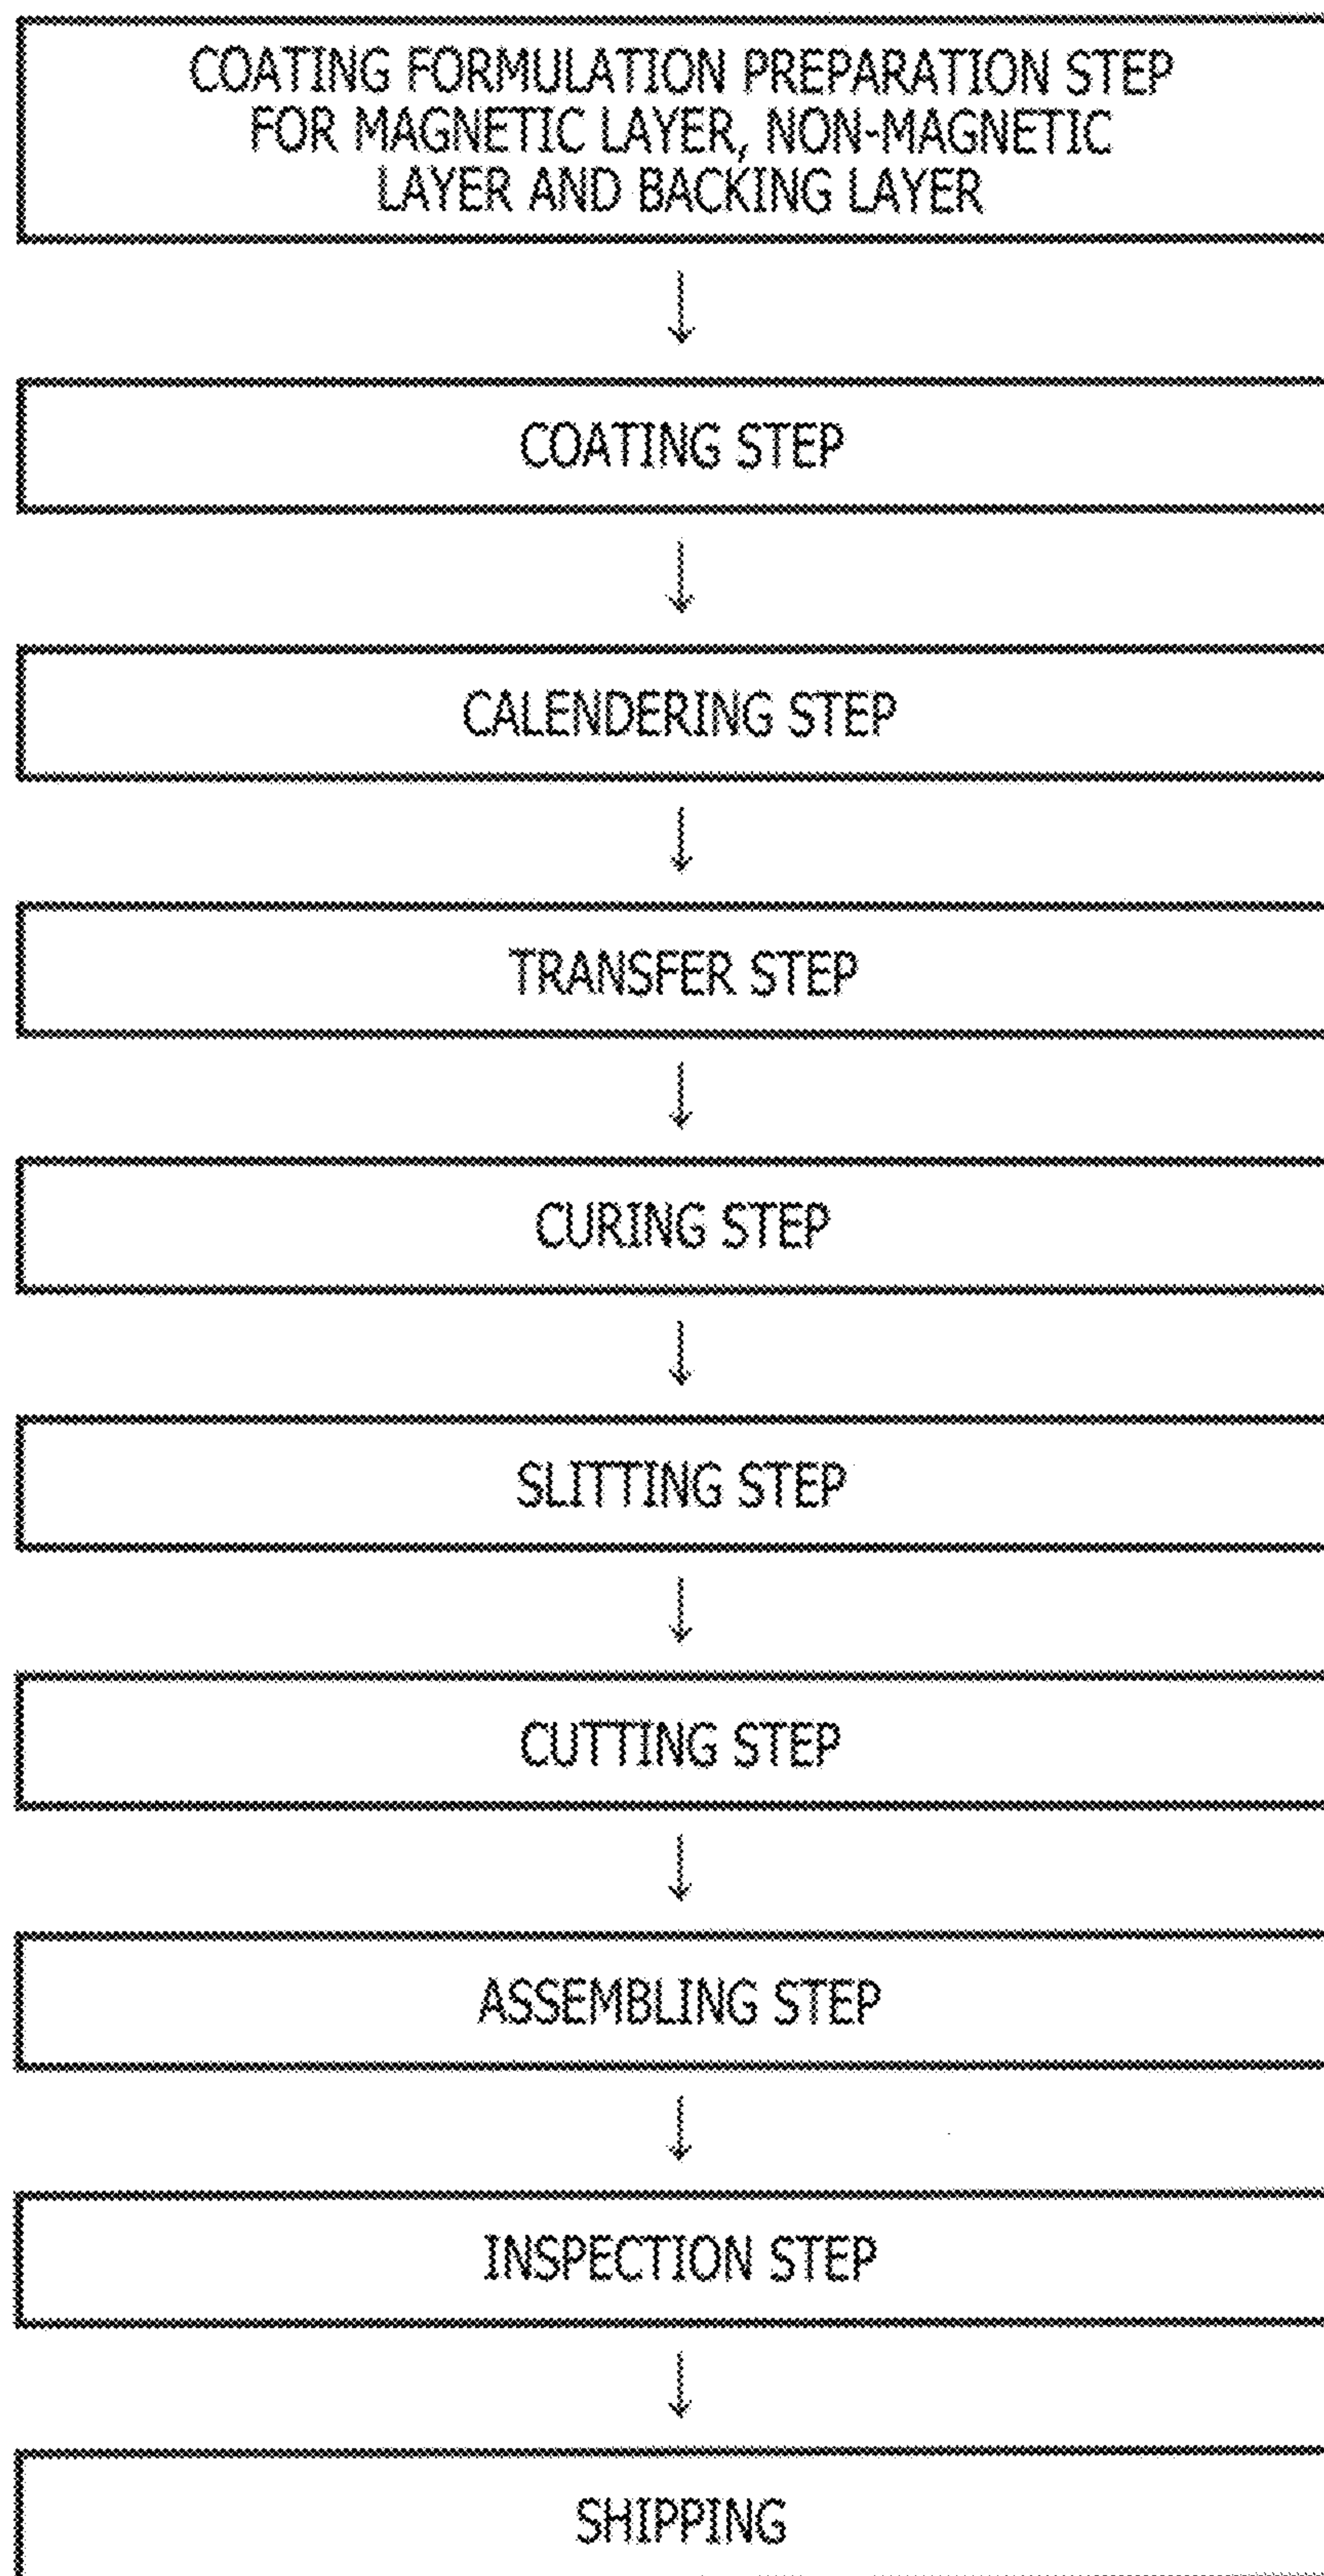 COATING FORMULATION PREPARATION STEP
FOR MAGNETIC LAYER, NON-MAGNETIC
LAYER AND BACKING LAYER
COATING STEP
CALENDERING STEP
TRANSFER STEP
CURING STEP
SLITTING STEP
CUTTING STEP
ASSEMBLING STEP
INSPECTION STEP
SHIPPING